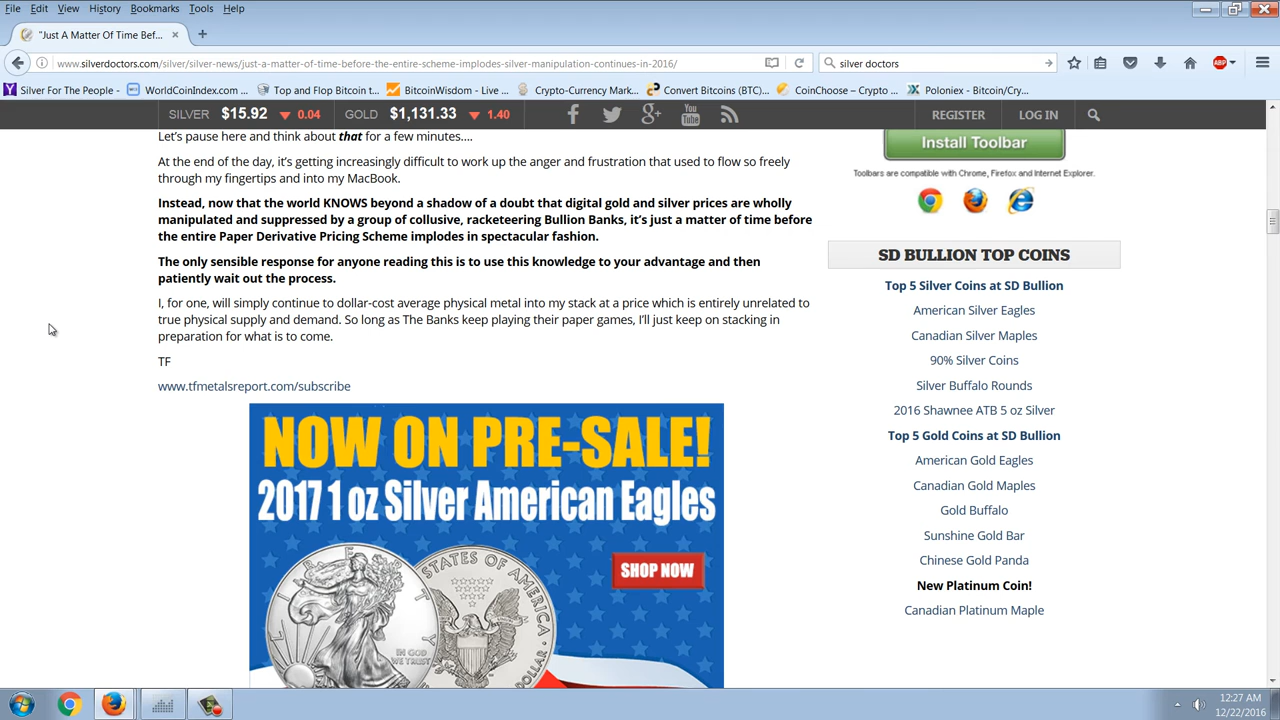 File Edit View History Bookmarks Tools Help
"Just A Matter Of Time Bef...
www.silverdoctors.com/silver/silver-news/just-a-matter-of-time-before-the-entire-scheme-implodes-silver-manipulation-continues-in-2016/
silver doctors
ABP
Silver For The People - ...
WorldCoinIndex.com ...
Top and Flop Bitcoin t...
BitcoinWisdom - Live ...
Crypto-Currency Mark...
Convert Bitcoins (BTC)...
CoinChoose – Crypto ...
Poloniex - Bitcoin/Cry...
SILVER $15.92 0.04 GOLD $1,131.33 1.40
You Tube
REGISTER LOG IN
Let's pause here and think about that for a few minutes....
At the end of the day, it's getting increasingly difficult to work up the anger and frustration that used to flow so freely
through my fingertips and into my MacBook.
Instead, now that the world KNOWS beyond a shadow of a doubt that digital gold and silver prices are wholly
manipulated and suppressed by a group of collusive, racketeering Bullion Banks, it's just a matter of time before
the entire Paper Derivative Pricing Scheme implodes in spectacular fashion.
The only sensible response for anyone reading this is to use this knowledge to your advantage and then
patiently wait out the process.
I, for one, will simply continue to dollar-cost average physical metal into my stack at a price which is entirely unrelated to
true physical supply and demand. So long as The Banks keep playing their paper games, I'll just keep on stacking in
preparation for what is to come.
TF
www.tfmetalsreport.com/subscribe
NOW ON PRE-SALE!
2017 1 oz Silver American Eagles
SHOP NOW
LIBERTY
IN GOD
WE TRUST
STATES OF AMERICA
DOLLAR
Install Toolbar
Toolbars are compatible with Chrome, Firefox and Internet Explorer.
SD BULLION TOP COINS
Top 5 Silver Coins at SD Bullion
American Silver Eagles
Canadian Silver Maples
90% Silver Coins
Silver Buffalo Rounds
2016 Shawnee ATB 5 oz Silver
Top 5 Gold Coins at SD Bullion
American Gold Eagles
Canadian Gold Maples
Gold Buffalo
Sunshine Gold Bar
Chinese Gold Panda
New Platinum Coin!
Canadian Platinum Maple
12:27 AM
12/22/2016